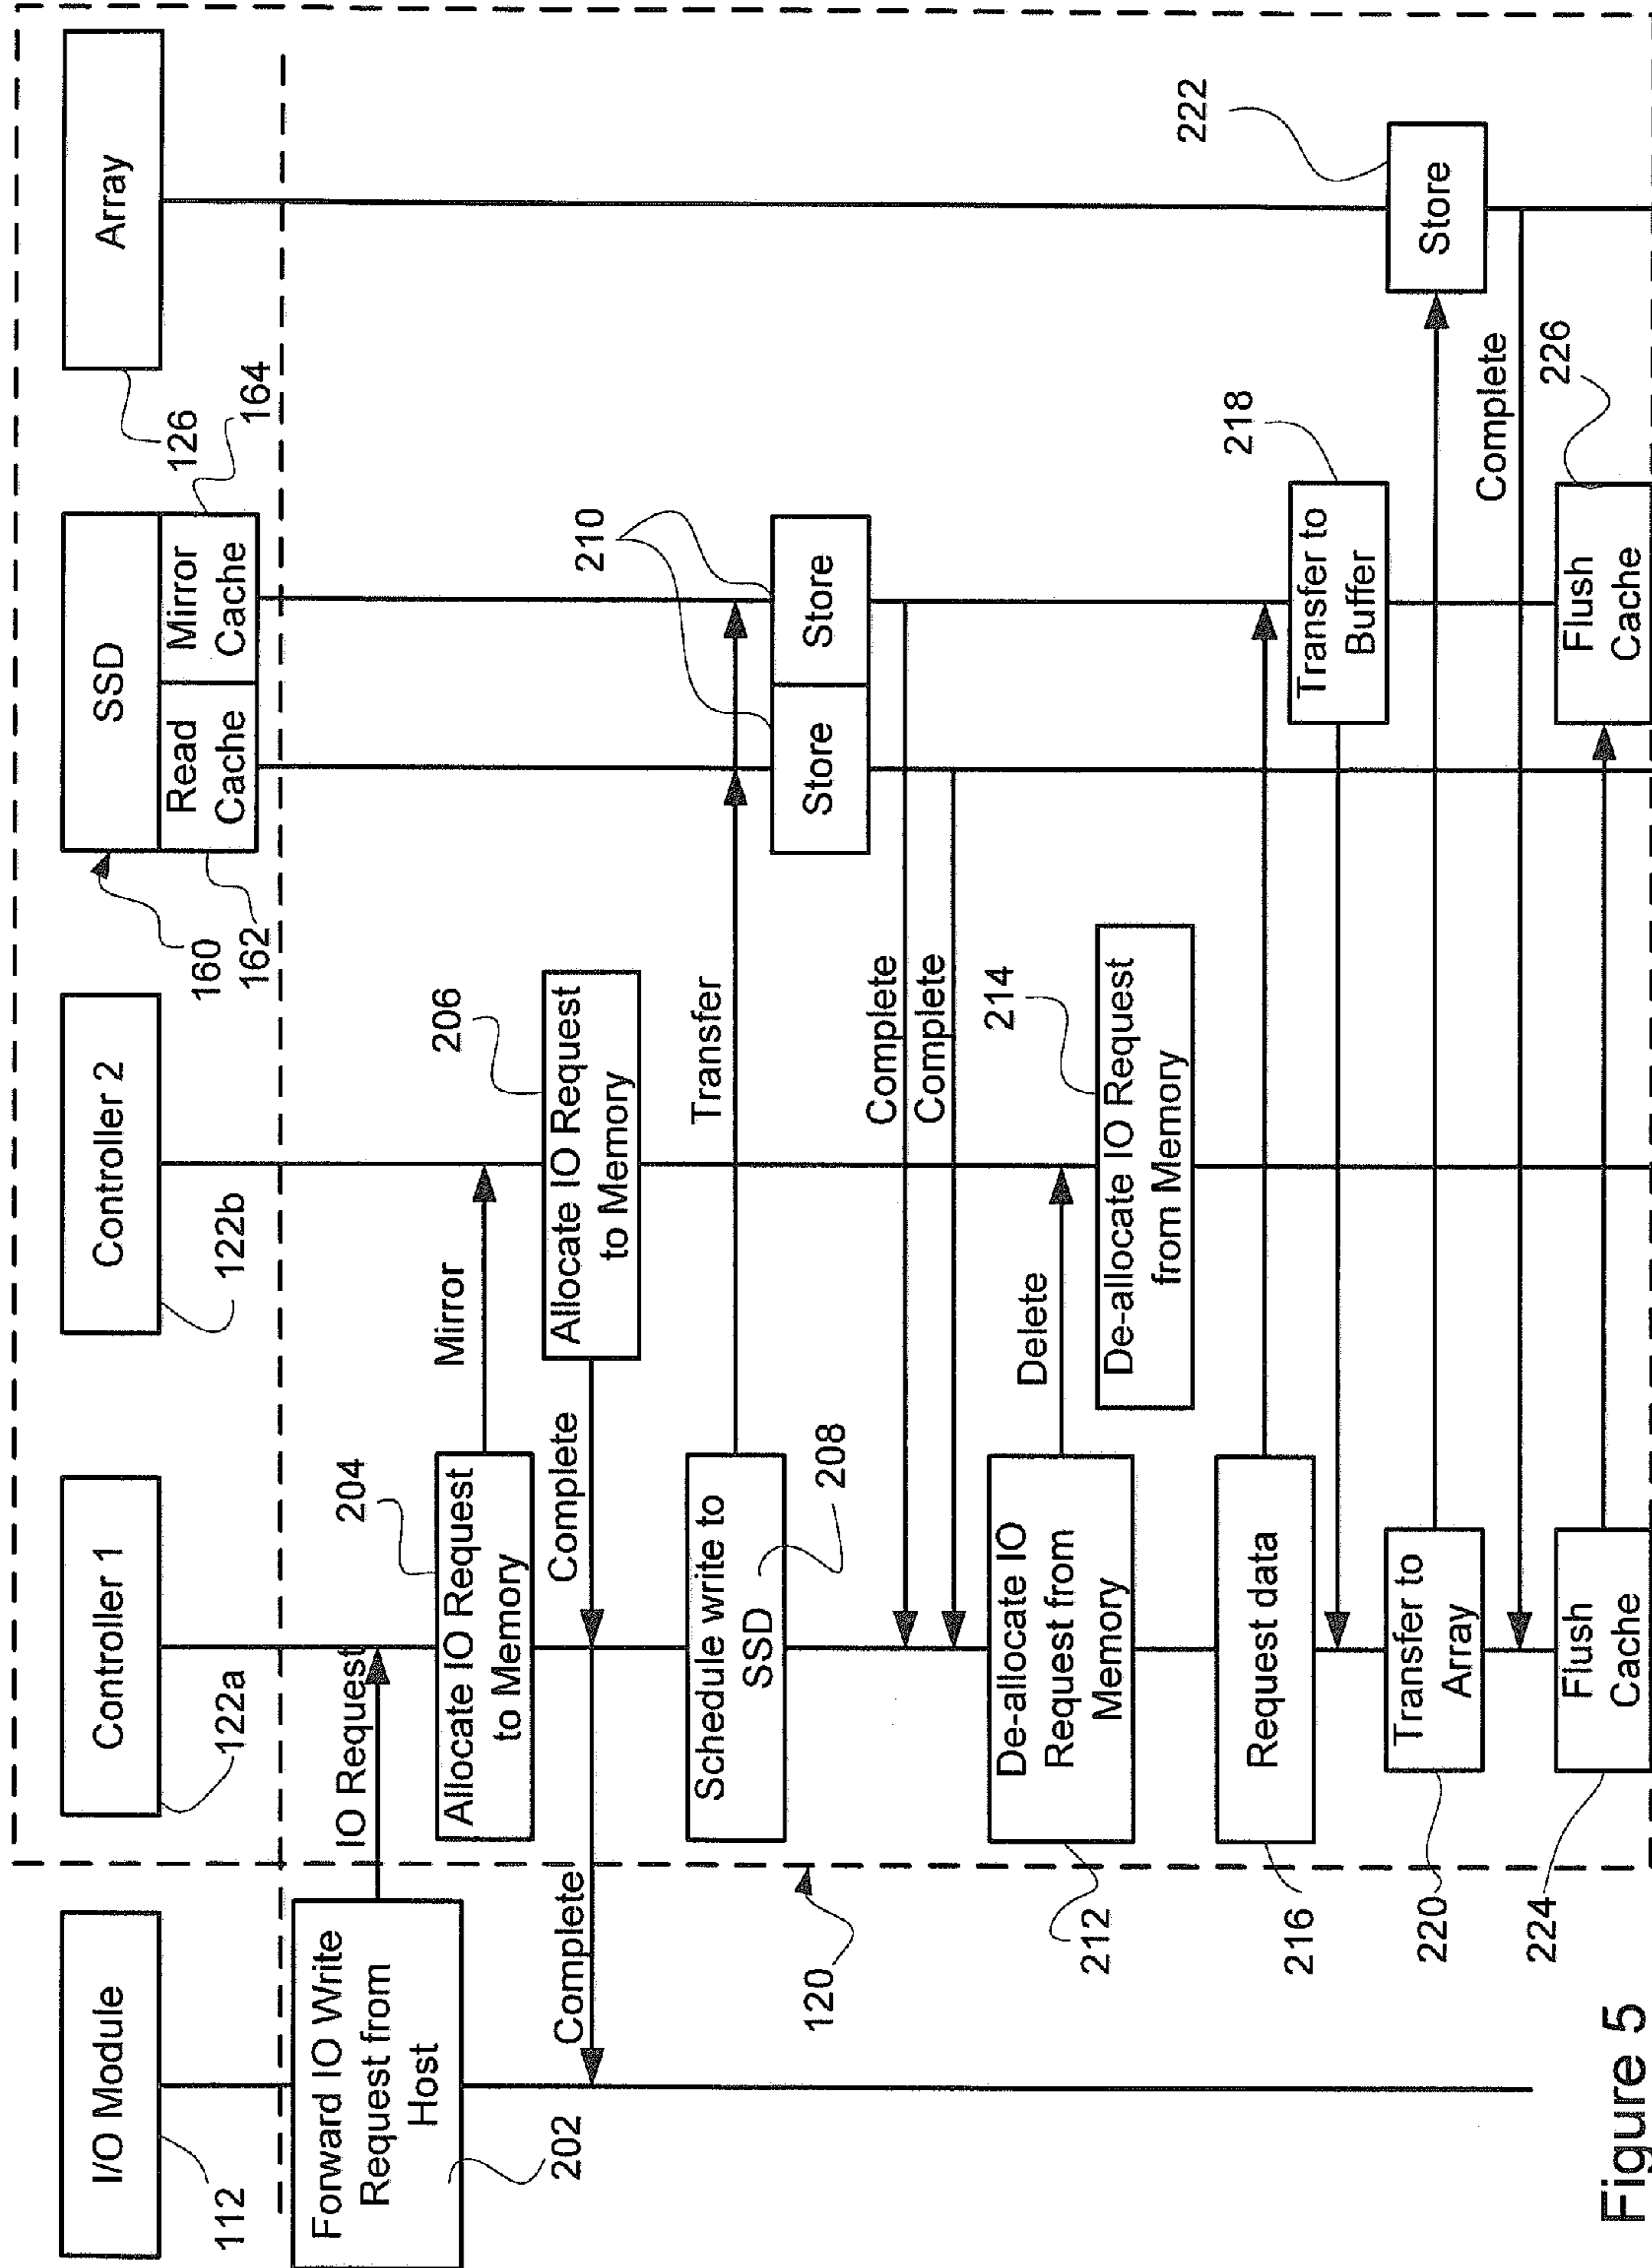 I/O Module
Controller 1
Controller 2
SSD
Read
Cache
Mirror
Cache
Array
112
122a
122b
160
162
164
126
Forward IO Write
Request from
Host
202
IO Request
204
Allocate IO Request
to Memory
Mirror
206
Allocate IO Request
to Memory
Complete
Complete
Schedule write to
SSD
208
Transfer
210
Store
Store
120
Complete
Complete
De-allocate IO
Request from
Memory
212
Delete
214
De-allocate IO Request
from Memory
Request data
216
218
Transfer to
Buffer
Transfer to
Array
220
222
Store
Complete
Flush
Cache
224
Flush
Cache
226
Figure 5